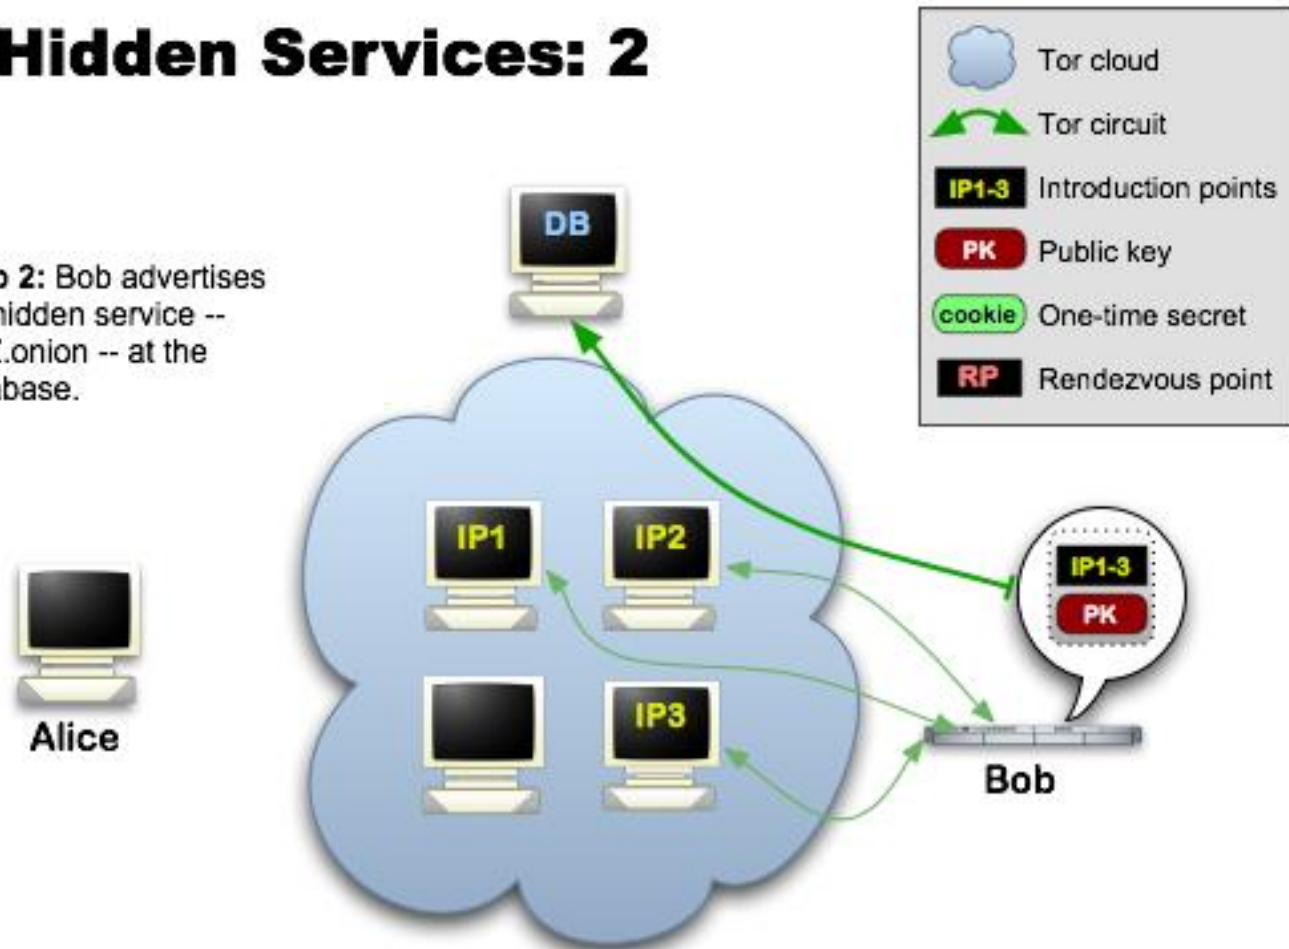 Hidden Services: 2
Tor cloud
Tor circuit
IP1-3 Introduction points
PK Public key
cookie One-time secret
RP Rendezvous point
DB
2: Bob advertises
hidden service --
.onion -- at the
IP1
IP2
IP1-3
PK
IP3
Alice
Bob